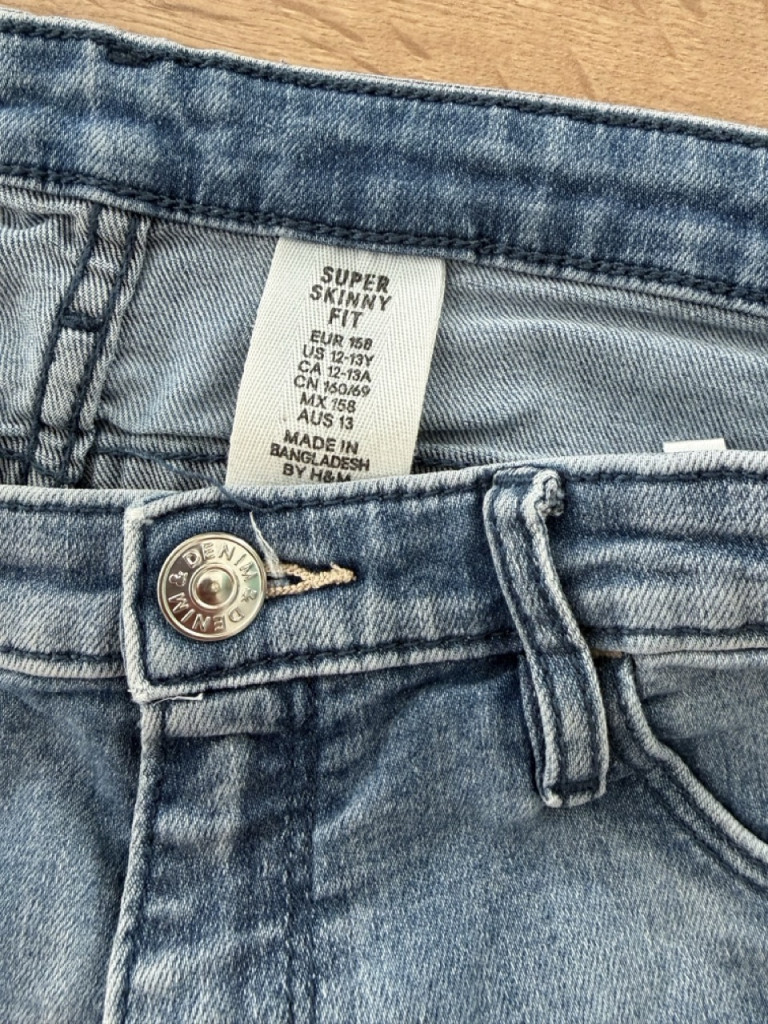 SUPER
SKINNY
FIT
EUR 158
US 12-13Y
CA 12-13A
CN 160/69
MX 158
AUS 13
MADE IN
BANGLADESH
BY H&M
DENIM & DENIM &